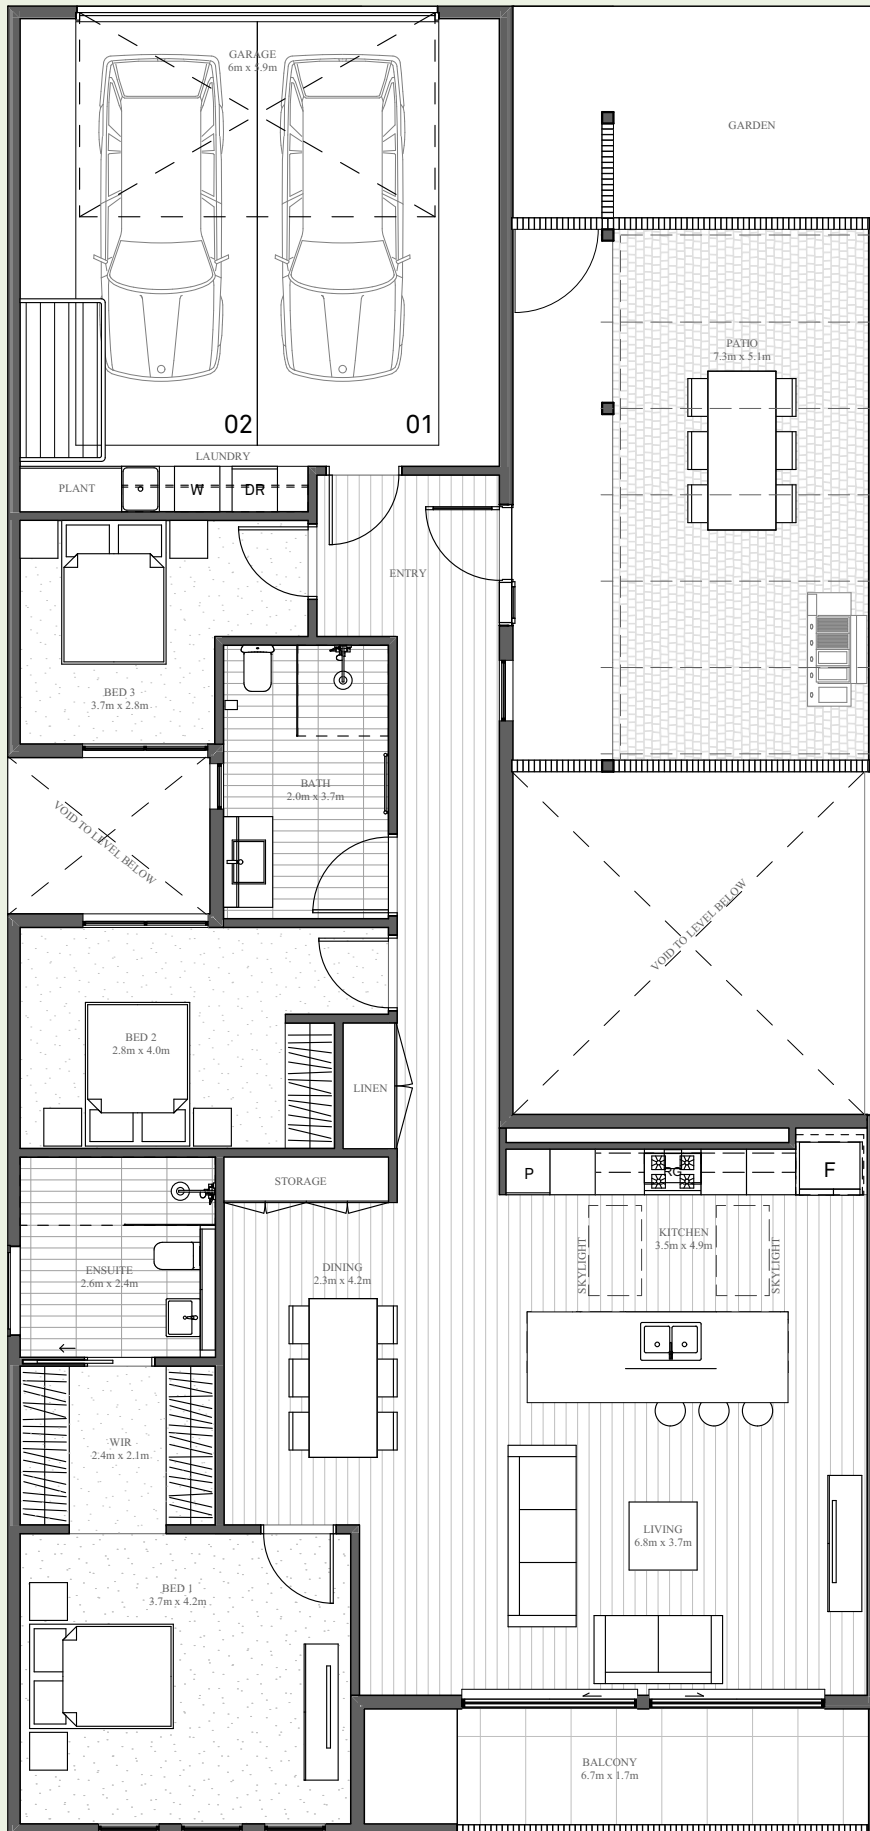 GARAGE
6m x 5.9m
GARDEN
02
01
PATIO
7.3m x 5.1m
LAUNDRY
PLANT
W
DR
ENTRY
BED 3
3.7m x 2.8m
BATH
2.0m x 3.7m
VOID TO LEVEL BELOW
VOID TO LEVEL BELOW
BED 2
2.8m x 4.0m
LINEN
STORAGE
P
RG
F
KITCHEN
3.5m x 4.9m
SKYLIGHT
SKYLIGHT
ENSUITE
2.6m x 2.4m
DINING
2.3m x 4.2m
WIR
2.4m x 2.1m
LIVING
6.8m x 3.7m
BED 1
3.7m x 4.2m
BALCONY
6.7m x 1.7m